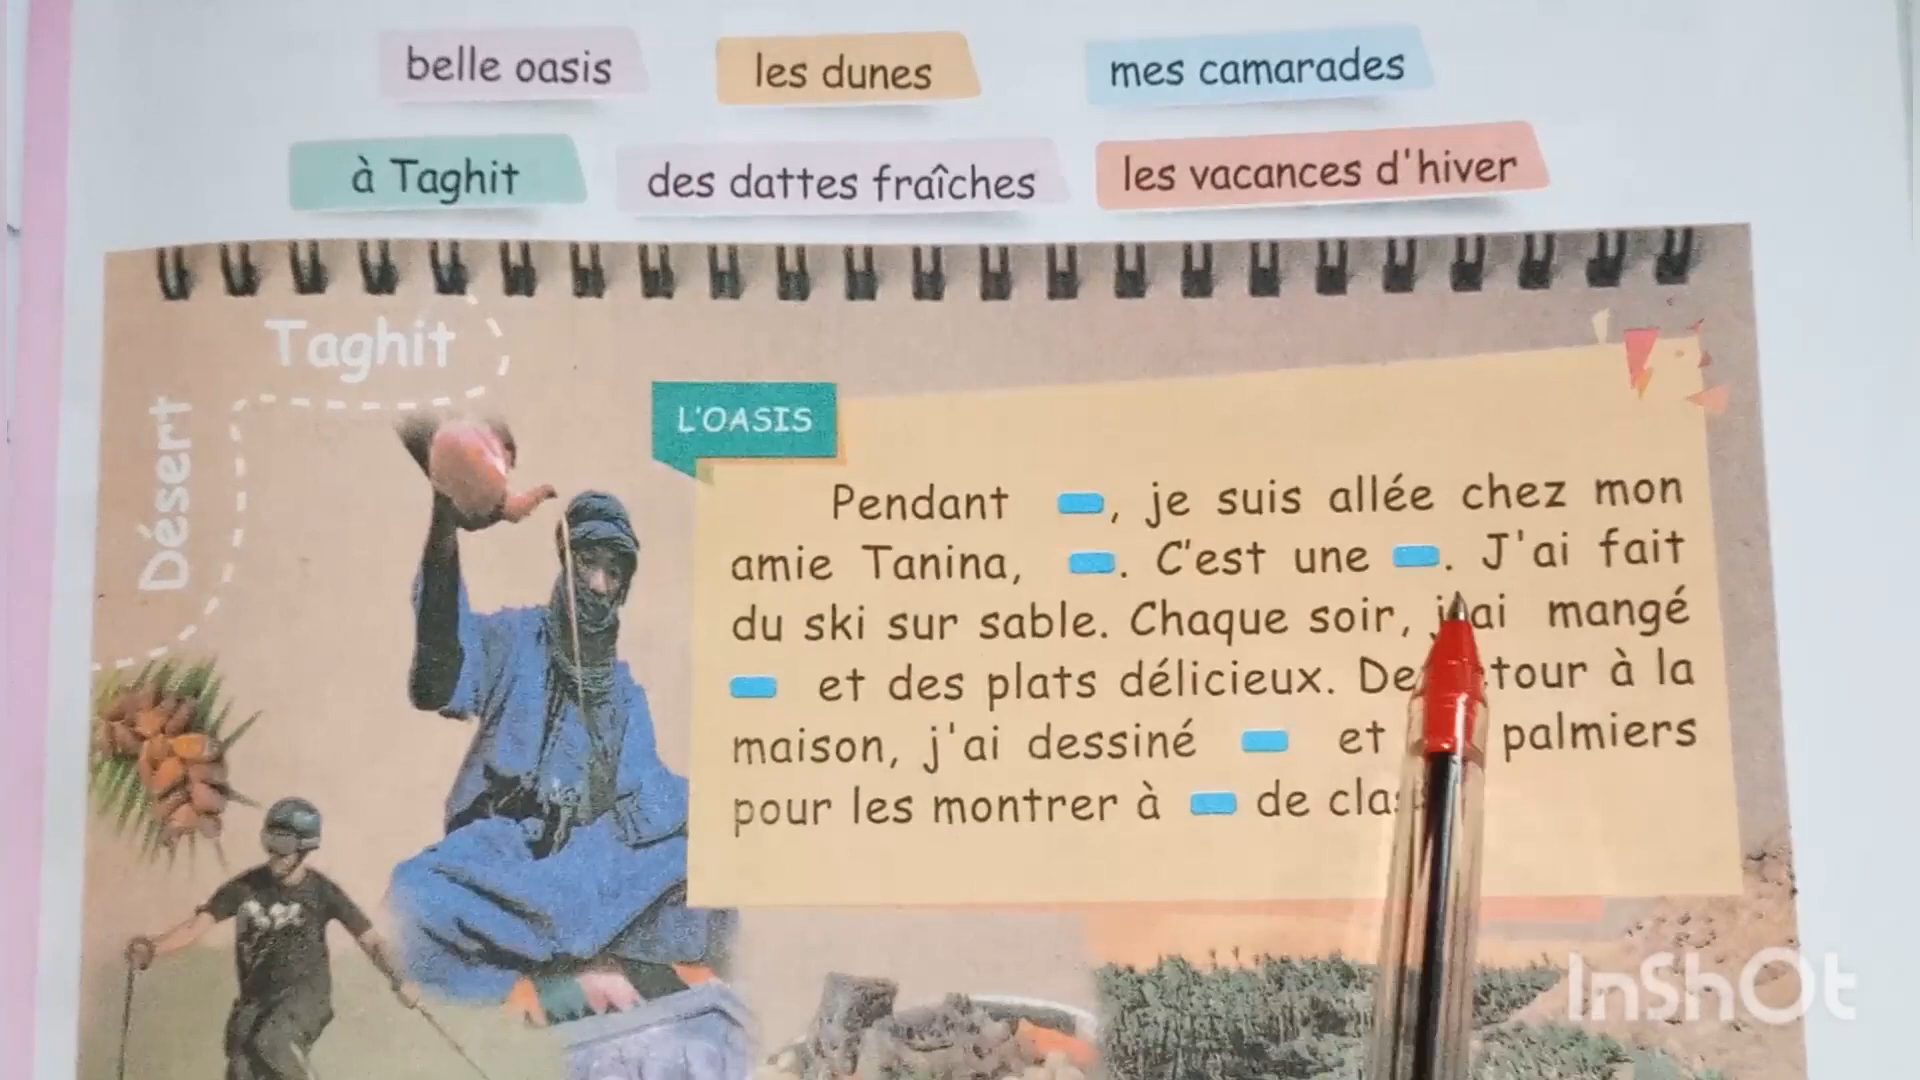 belle oasis
les dunes
mes camarades
à Taghit
des dattes fraîches
les vacances d'hiver
Taghit
Désert
L'OASIS
Pendant , je suis allée chez mon
amie Tanina, . C'est une . J'ai fait
du ski sur sable. Chaque soir, j'ai mangé
et des plats délicieux. De tour à la
maison, j'ai dessiné et palmiers
pour les montrer à de
InShOt